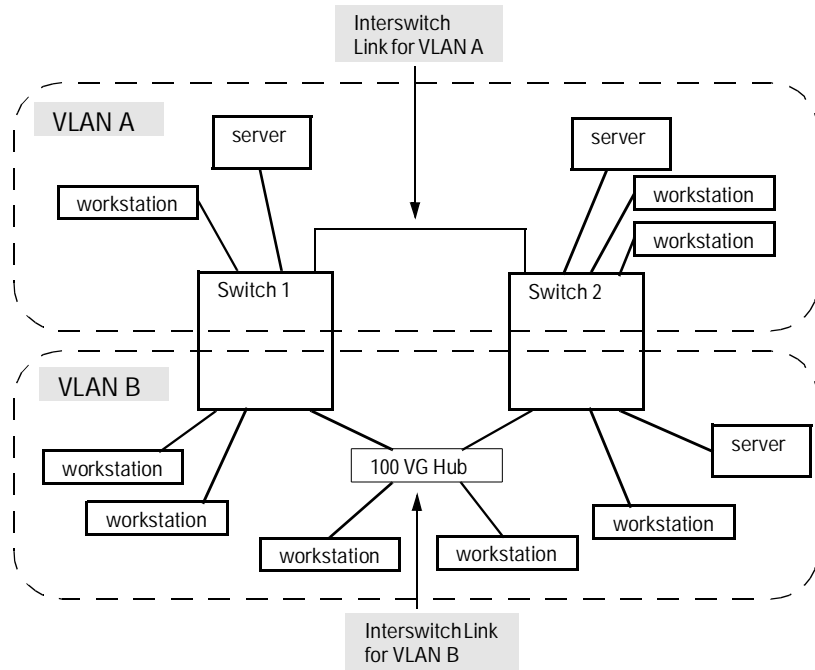 Interswitch
Link for VLAN A
VLAN A
server
server
workstation
workstation
workstation
Switch 1
Switch 2
VLAN B
server
workstation
100 VG Hub
workstation
workstation
workstation
workstation
Interswitch Link
for VLAN B